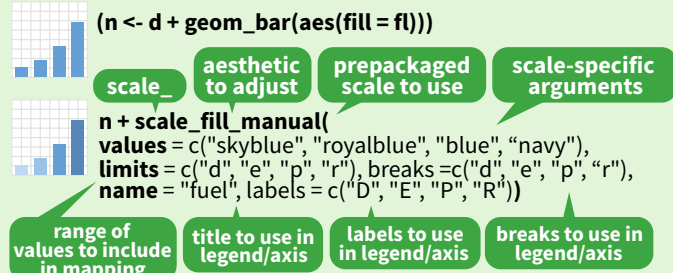 (n <- d + geom_bar(aes(fill = fl)))
scale_
aesthetic
to adjust
prepackaged
scale to use
scale-specific
arguments
n + scale_fill_manual(
values = c("skyblue", "royalblue", "blue", “navy"),
limits = c("d", "e", "p", "r"), breaks =c("d", "e", "p", “r"),
name = "fuel", labels = c("D", "E", "P", "R"))
range of
values to include
in mapping
title to use in
legend/axis
labels to use
in legend/axis
breaks to use in
legend/axis